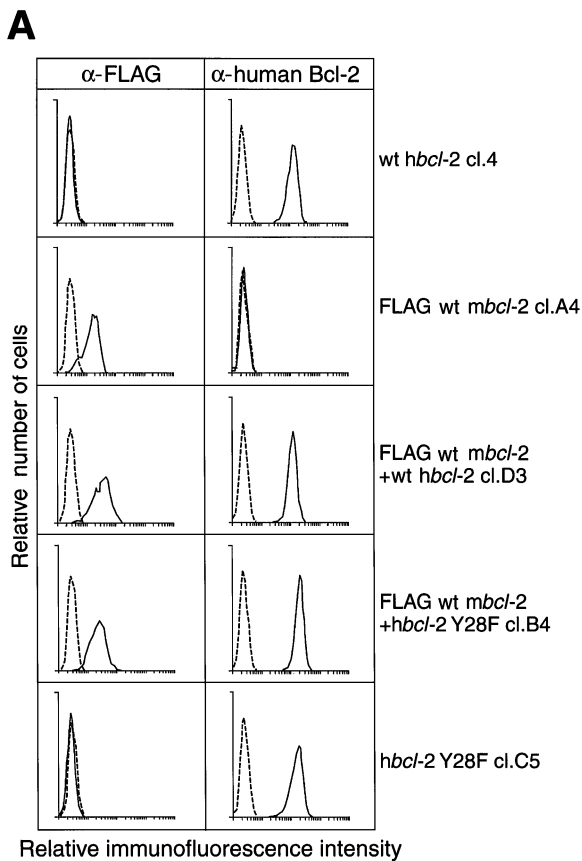 A
α-FLAG
α-human Bcl-2
wt hbcl-2 cl.4
FLAG wt mbcl-2 cl.A4
FLAG wt mbcl-2
+wt hbcl-2 cl.D3
FLAG wt mbcl-2
+hbcl-2 Y28F cl.B4
hbcl-2 Y28F cl.C5
Relative number of cells
Relative immunofluorescence intensity